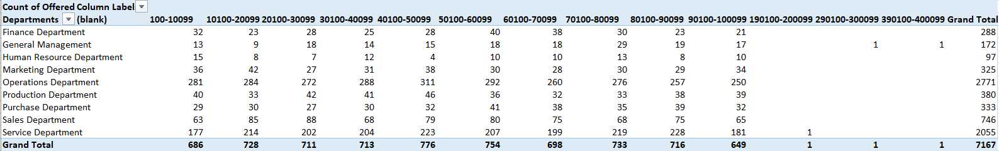 Count of Offered Column Label
Departments (blank) 100-10099 10100-20099 20100-30099 30100-40099 40100-50099 50100-60099 60100-70099 70100-80099 80100-90099 90100-100099 190100-200099 290100-300099 390100-400099 Grand Total
Finance Department 32 23 28 25 28 40 38 30 23 21 288
General Management 13 9 18 14 15 18 18 29 19 17 1 1 172
Human Resource Department 15 8 7 12 4 10 10 13 8 10 97
Marketing Department 36 42 27 31 38 30 28 30 29 34 325
Operations Department 281 284 272 288 311 292 260 276 257 250 2771
Production Department 40 33 42 41 46 36 32 33 38 39 380
Purchase Department 29 30 27 30 32 41 38 35 39 32 333
Sales Department 63 85 88 68 79 80 75 68 75 65 746
Service Department 177 214 202 204 223 207 199 219 228 181 1 2055
Grand Total 686 728 711 713 776 754 698 733 716 649 1 1 1 7167